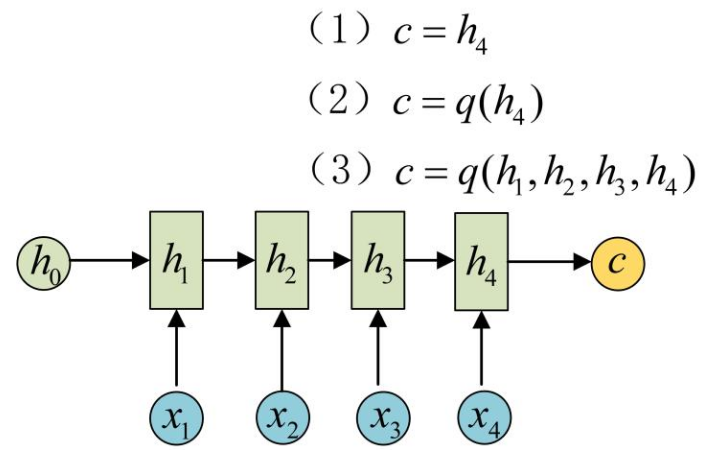 （1） c = h₄
（2） c = q(h₄)
（3） c = q(h₁, h₂, h₃, h₄)
h₀ h₁ h₂ h₃ h₄ c
x₁ x₂ x₃ x₄